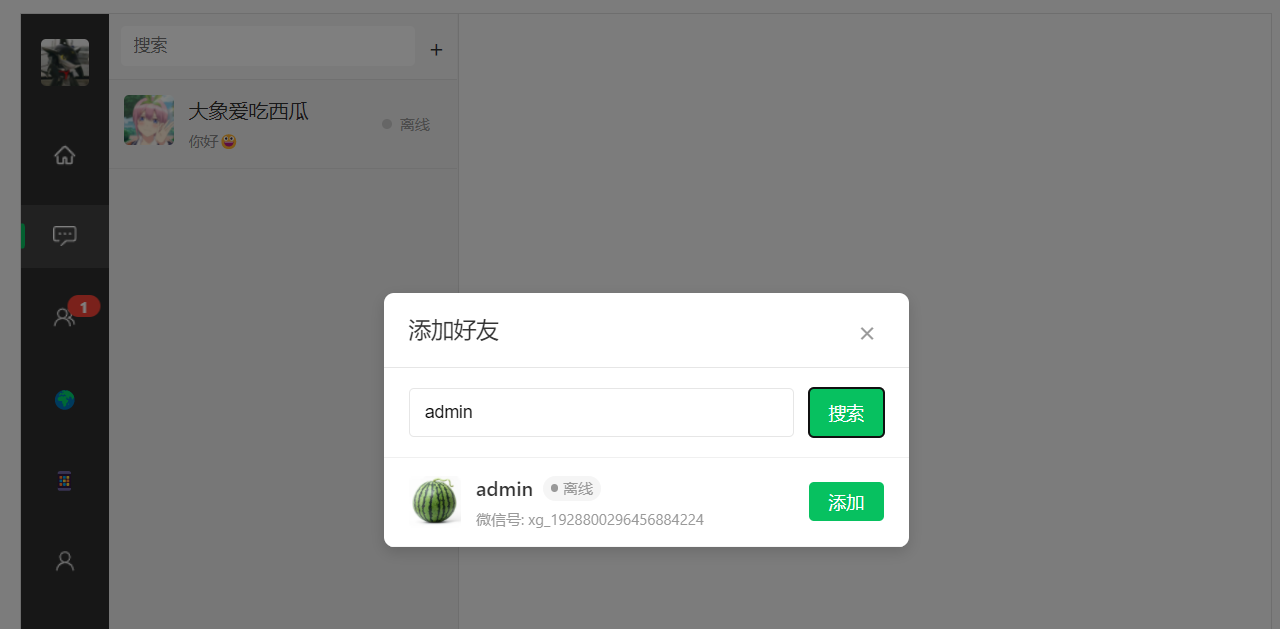 搜索
+
大象爱吃西瓜
离线
你好😀
1
添加好友
×
admin
搜索
admin
离线
微信号: xg_1928800296456884224
添加